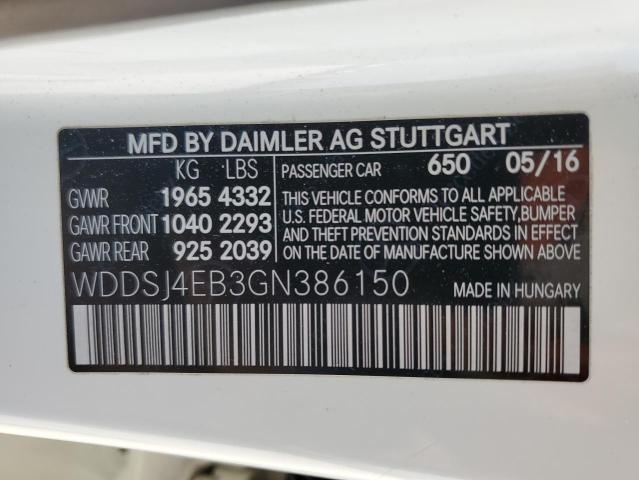 MFD BY DAIMLER AG STUTTGART
KG LBS PASSENGER CAR 650 05/16
GVWR 1965 4332 THIS VEHICLE CONFORMS TO ALL APPLICABLE
U.S. FEDERAL MOTOR VEHICLE SAFETY, BUMPER
GAWR FRONT 1040 2293 AND THEFT PREVENTION STANDARDS IN EFFECT
GAWR REAR 925 2039 ON THE DATE OF MANUFACTURE SHOWN ABOVE
WDDSJ4EB3GN386150 MADE IN HUNGARY